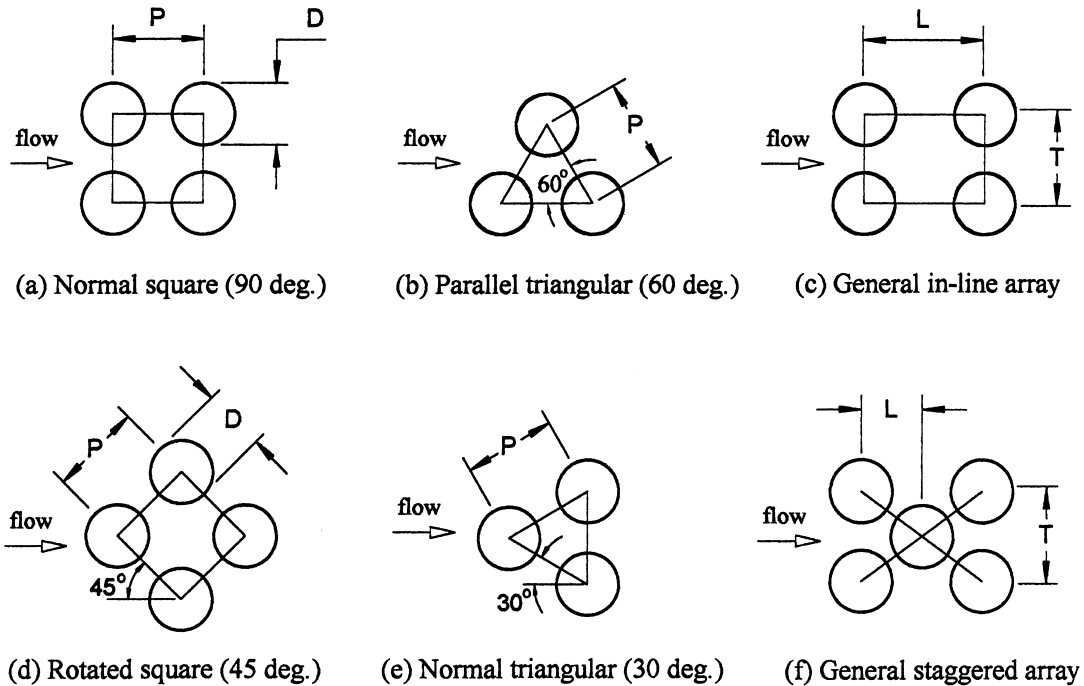 P
D
flow
(a) Normal square (90 deg.)
P
flow
60°
(b) Parallel triangular (60 deg.)
L
flow
T
(c) General in-line array
P
D
flow
45°
(d) Rotated square (45 deg.)
P
flow
30°
(e) Normal triangular (30 deg.)
L
flow
T
(f) General staggered array